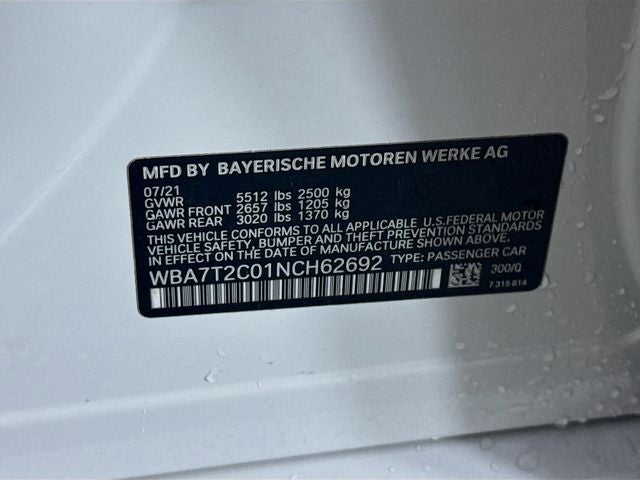 MFD BY BAYERISCHE MOTOREN WERKE AG
07/21
GVWR 5512 lbs 2500 kg
GAWR FRONT 2657 lbs 1205 kg
GAWR REAR 3020 lbs 1370 kg
THIS VEHICLE CONFORMS TO ALL APPLICABLE U.S.FEDERAL MOTOR
VEHICLE SAFETY, BUMPER AND THEFT PREVENTION STANDARDS
IN EFFECT ON THE DATE OF MANUFACTURE SHOWN ABOVE.
WBA7T2C01NCH62692 TYPE: PASSENGER CAR
300/Q
7 315 814